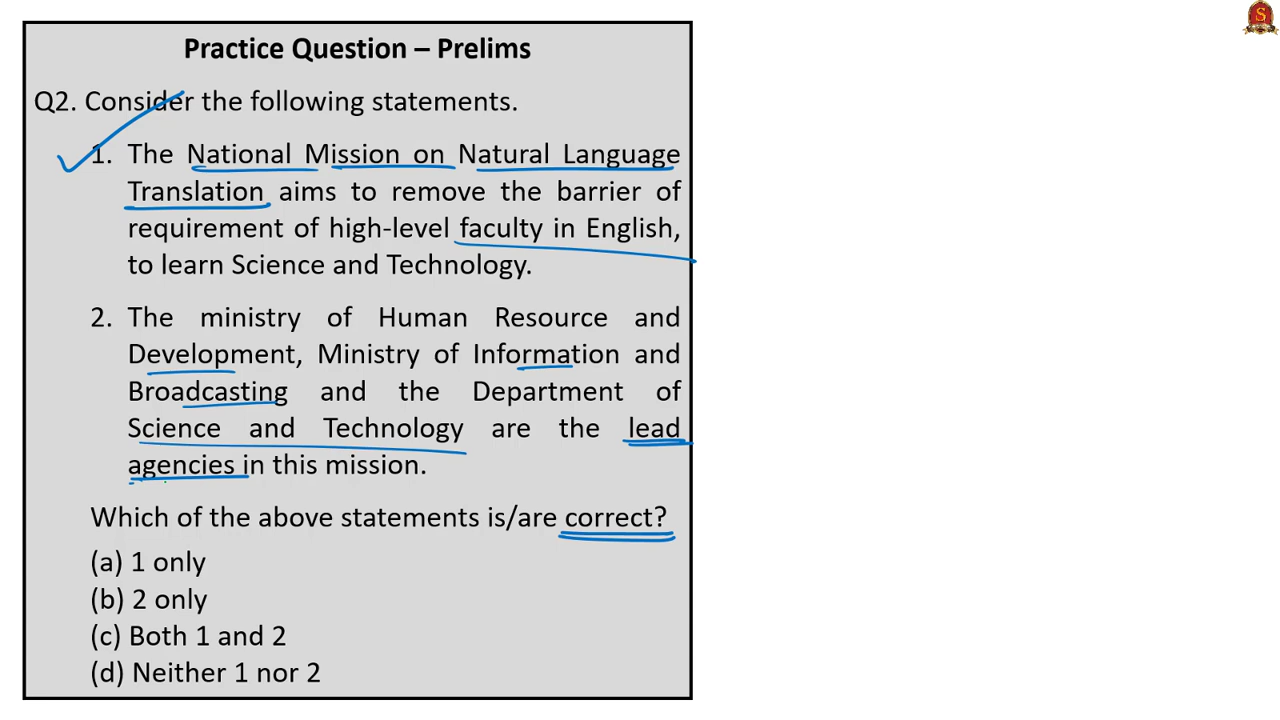 Practice Question – Prelims
Q2. Consider the following statements.
1. The National Mission on Natural Language
Translation aims to remove the barrier of
requirement of high-level faculty in English,
to learn Science and Technology.
2. The ministry of Human Resource and
Development, Ministry of Information and
Broadcasting and the Department of
Science and Technology are the lead
agencies in this mission.
Which of the above statements is/are correct?
(a) 1 only
(b) 2 only
(c) Both 1 and 2
(d) Neither 1 nor 2
S